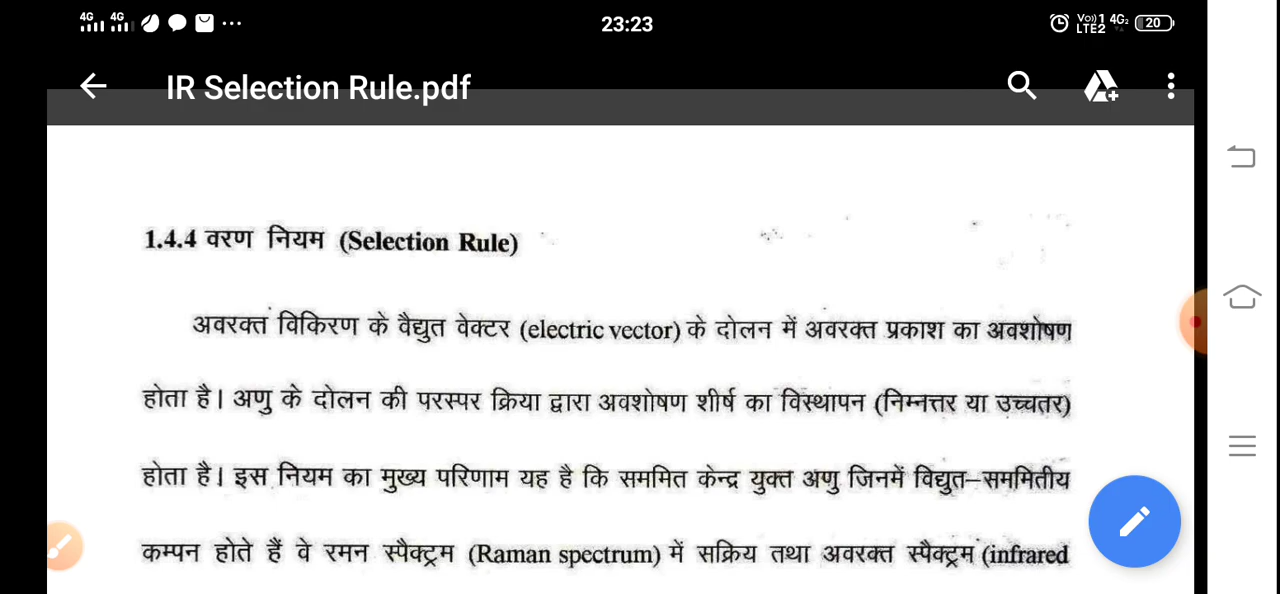 4G 4G ... 23:23 Vo)) 1 4G2 LTE2 20
IR Selection Rule.pdf
1.4.4 वरण नियम (Selection Rule)
अवरक्त विकिरण के वैद्युत वेक्टर (electric vector) के दोलन में अवरक्त प्रकाश का अवशोषण
होता है। अणु के दोलन की परस्पर क्रिया द्वारा अवशोषण शीर्ष का विस्थापन (निम्नत्तर या उच्चतर)
होता है। इस नियम का मुख्य परिणाम यह है कि सममित केन्द्र युक्त अणु जिनमें विद्युत–सममितीय
कम्पन होते हैं वे रमन स्पैक्ट्रम (Raman spectrum) में सक्रिय तथा अवरक्त स्पैक्ट्रम (infrared